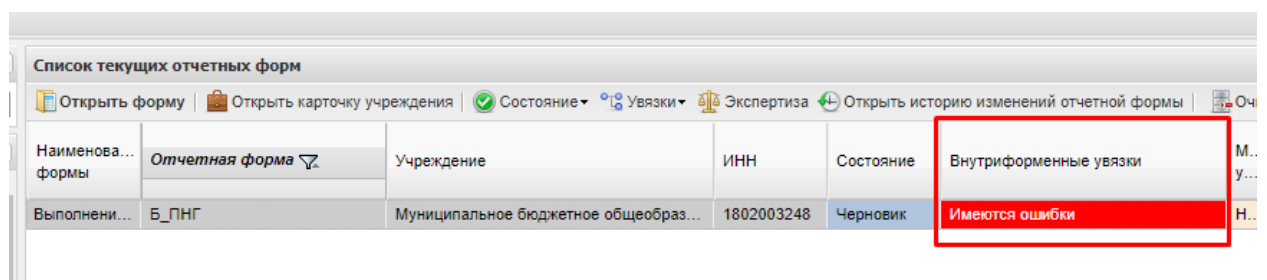 Список текущих отчетных форм
Открыть форму Открыть карточку учреждения Состояние Увязки Экспертиза Открыть историю изменений отчетной формы Оч
Наименова... формы Отчетная форма Учреждение ИНН Состояние Внутриформенные увязки М... у...
Выполнени... Б_ПНГ Муниципальное бюджетное общеобраз... 1802003248 Черновик Имеются ошибки Н...